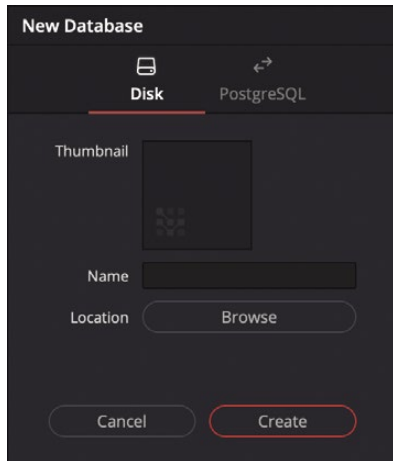 New Database
Disk PostgreSQL
Thumbnail
Name
Location Browse
Cancel Create